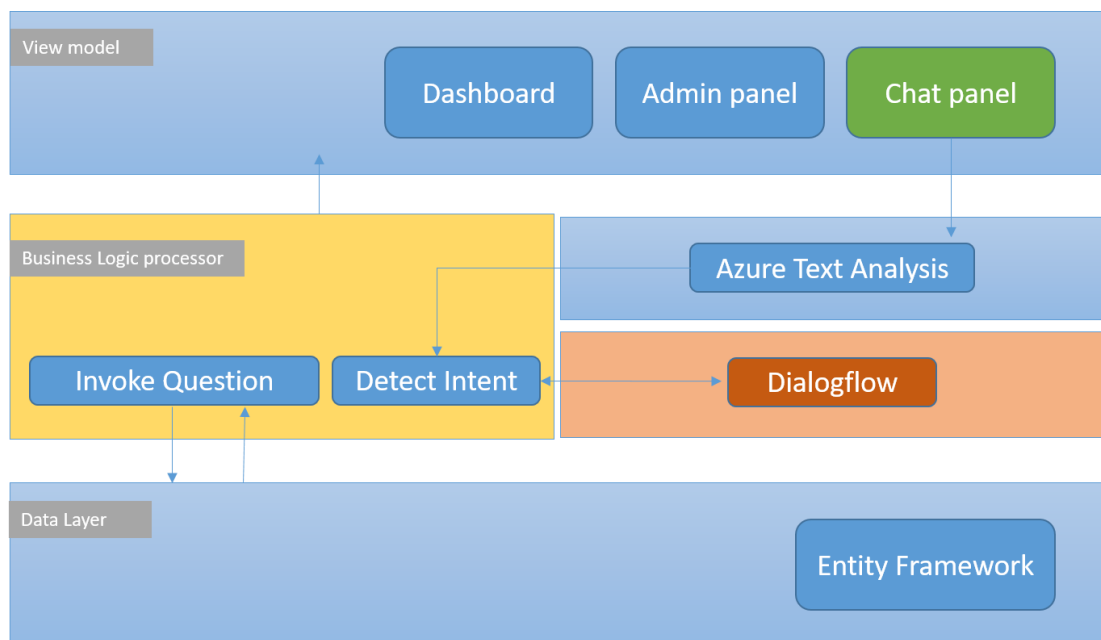 View model
Dashboard
Admin panel
Chat panel
Business Logic processor
Azure Text Analysis
Invoke Question
Detect Intent
Dialogflow
Data Layer
Entity Framework